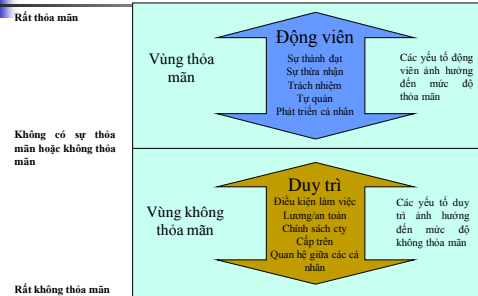 Rất thỏa mãn
Động viên
Vùng thỏa
mãn
Sự thành đạt
Sự thừa nhận
Trách nhiệm
Tự quản
Phát triển cá nhân
Các yếu tố động
viên ảnh hưởng
đến mức độ
thỏa mãn
Không có sự thỏa
mãn hoặc không thỏa
mãn
Duy trì
Vùng không
thỏa mãn
Điều kiện làm việc
Lương/an toàn
Chính sách cty
Cấp trên
Quan hệ giữa các cá
nhân
Các yếu tố duy
trì ảnh hưởng
đến mức độ
không thỏa mãn
Rất không thỏa mãn